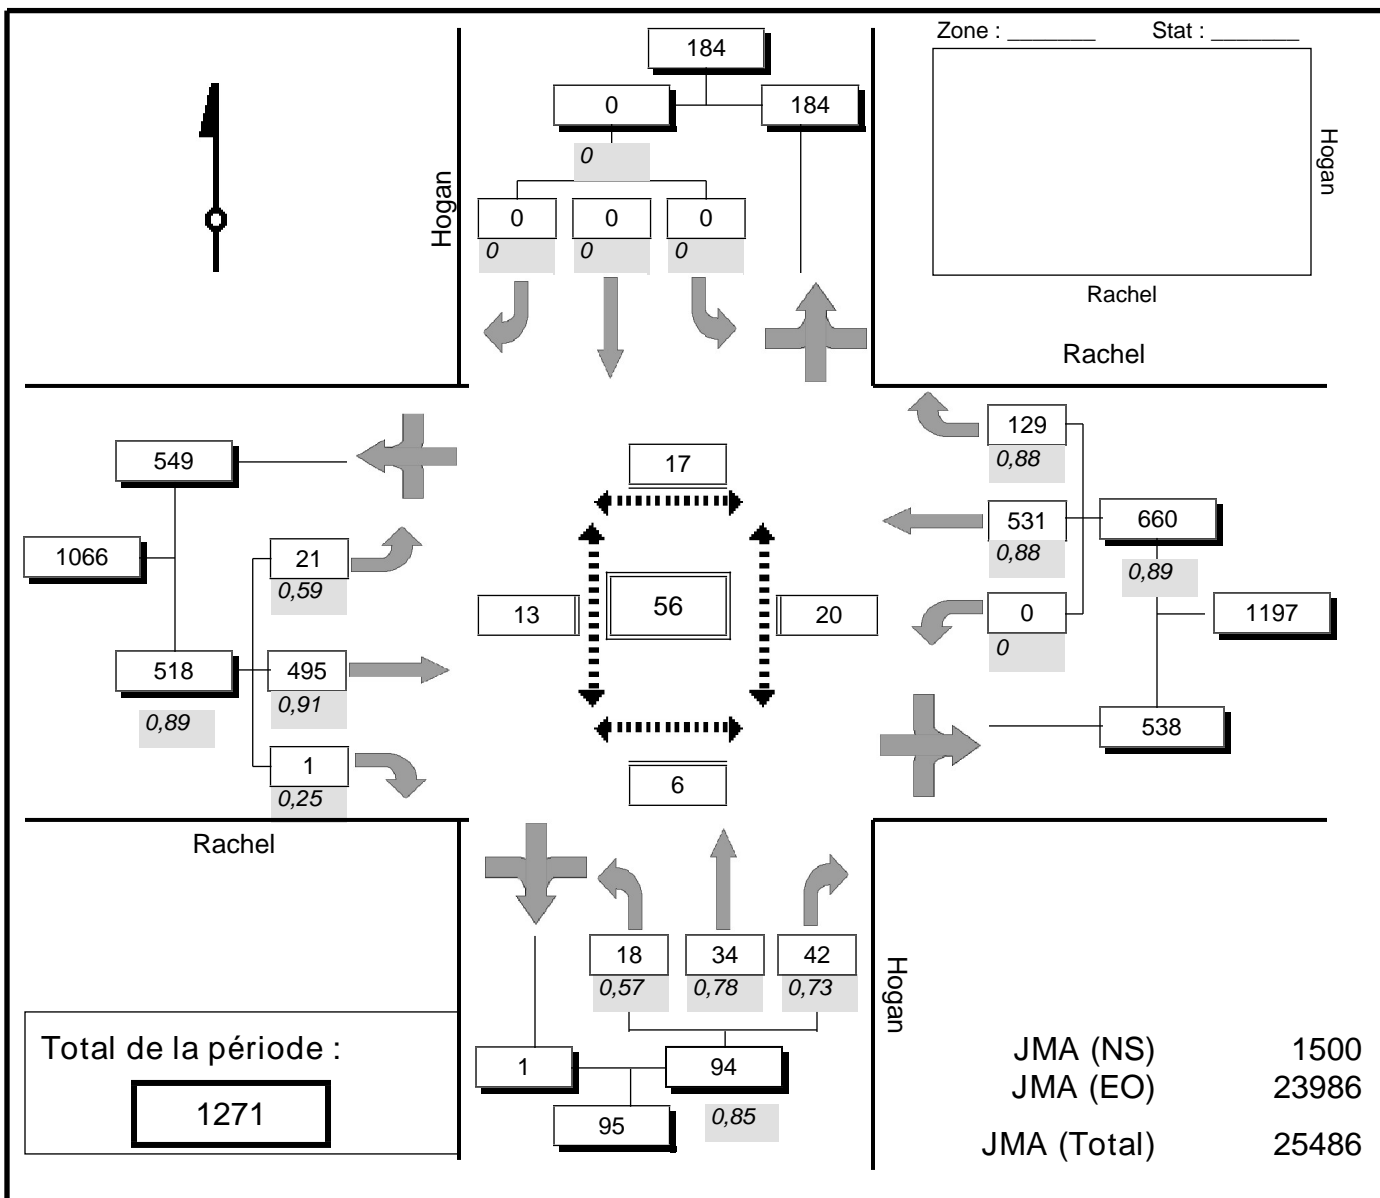 Zone : _______ Stat : _______
184
0 184
0
Hogan
0 0 0
0 0 0
Hogan
Rachel
Rachel
549
1066
21
0,59
518
0,89
495
0,91
1
0,25
17
13 56 20
6
129
0,88
531
0,88
660
0,89
0
0
1197
538
Rachel
18 34 42
0,57 0,78 0,73
Hogan
1 94
95 0,85
Total de la période :
1271
JMA (NS) 1500
JMA (EO) 23986
JMA (Total) 25486